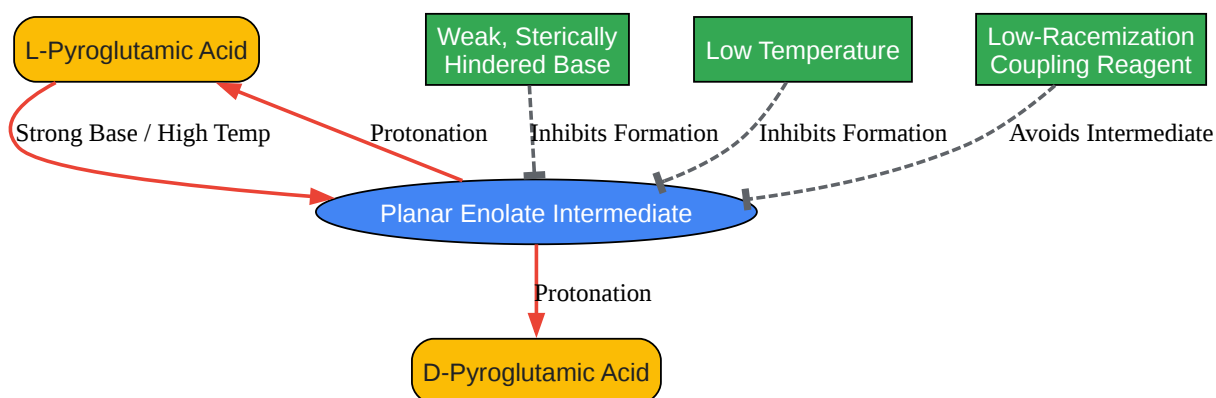 L-Pyroglutamic Acid
Weak, Sterically
Hindered Base
Low Temperature
Low-Racemization
Coupling Reagent
Strong Base / High Temp
Protonation
Inhibits Formation
Inhibits Formation
Avoids Intermediate
Planar Enolate Intermediate
Protonation
D-Pyroglutamic Acid